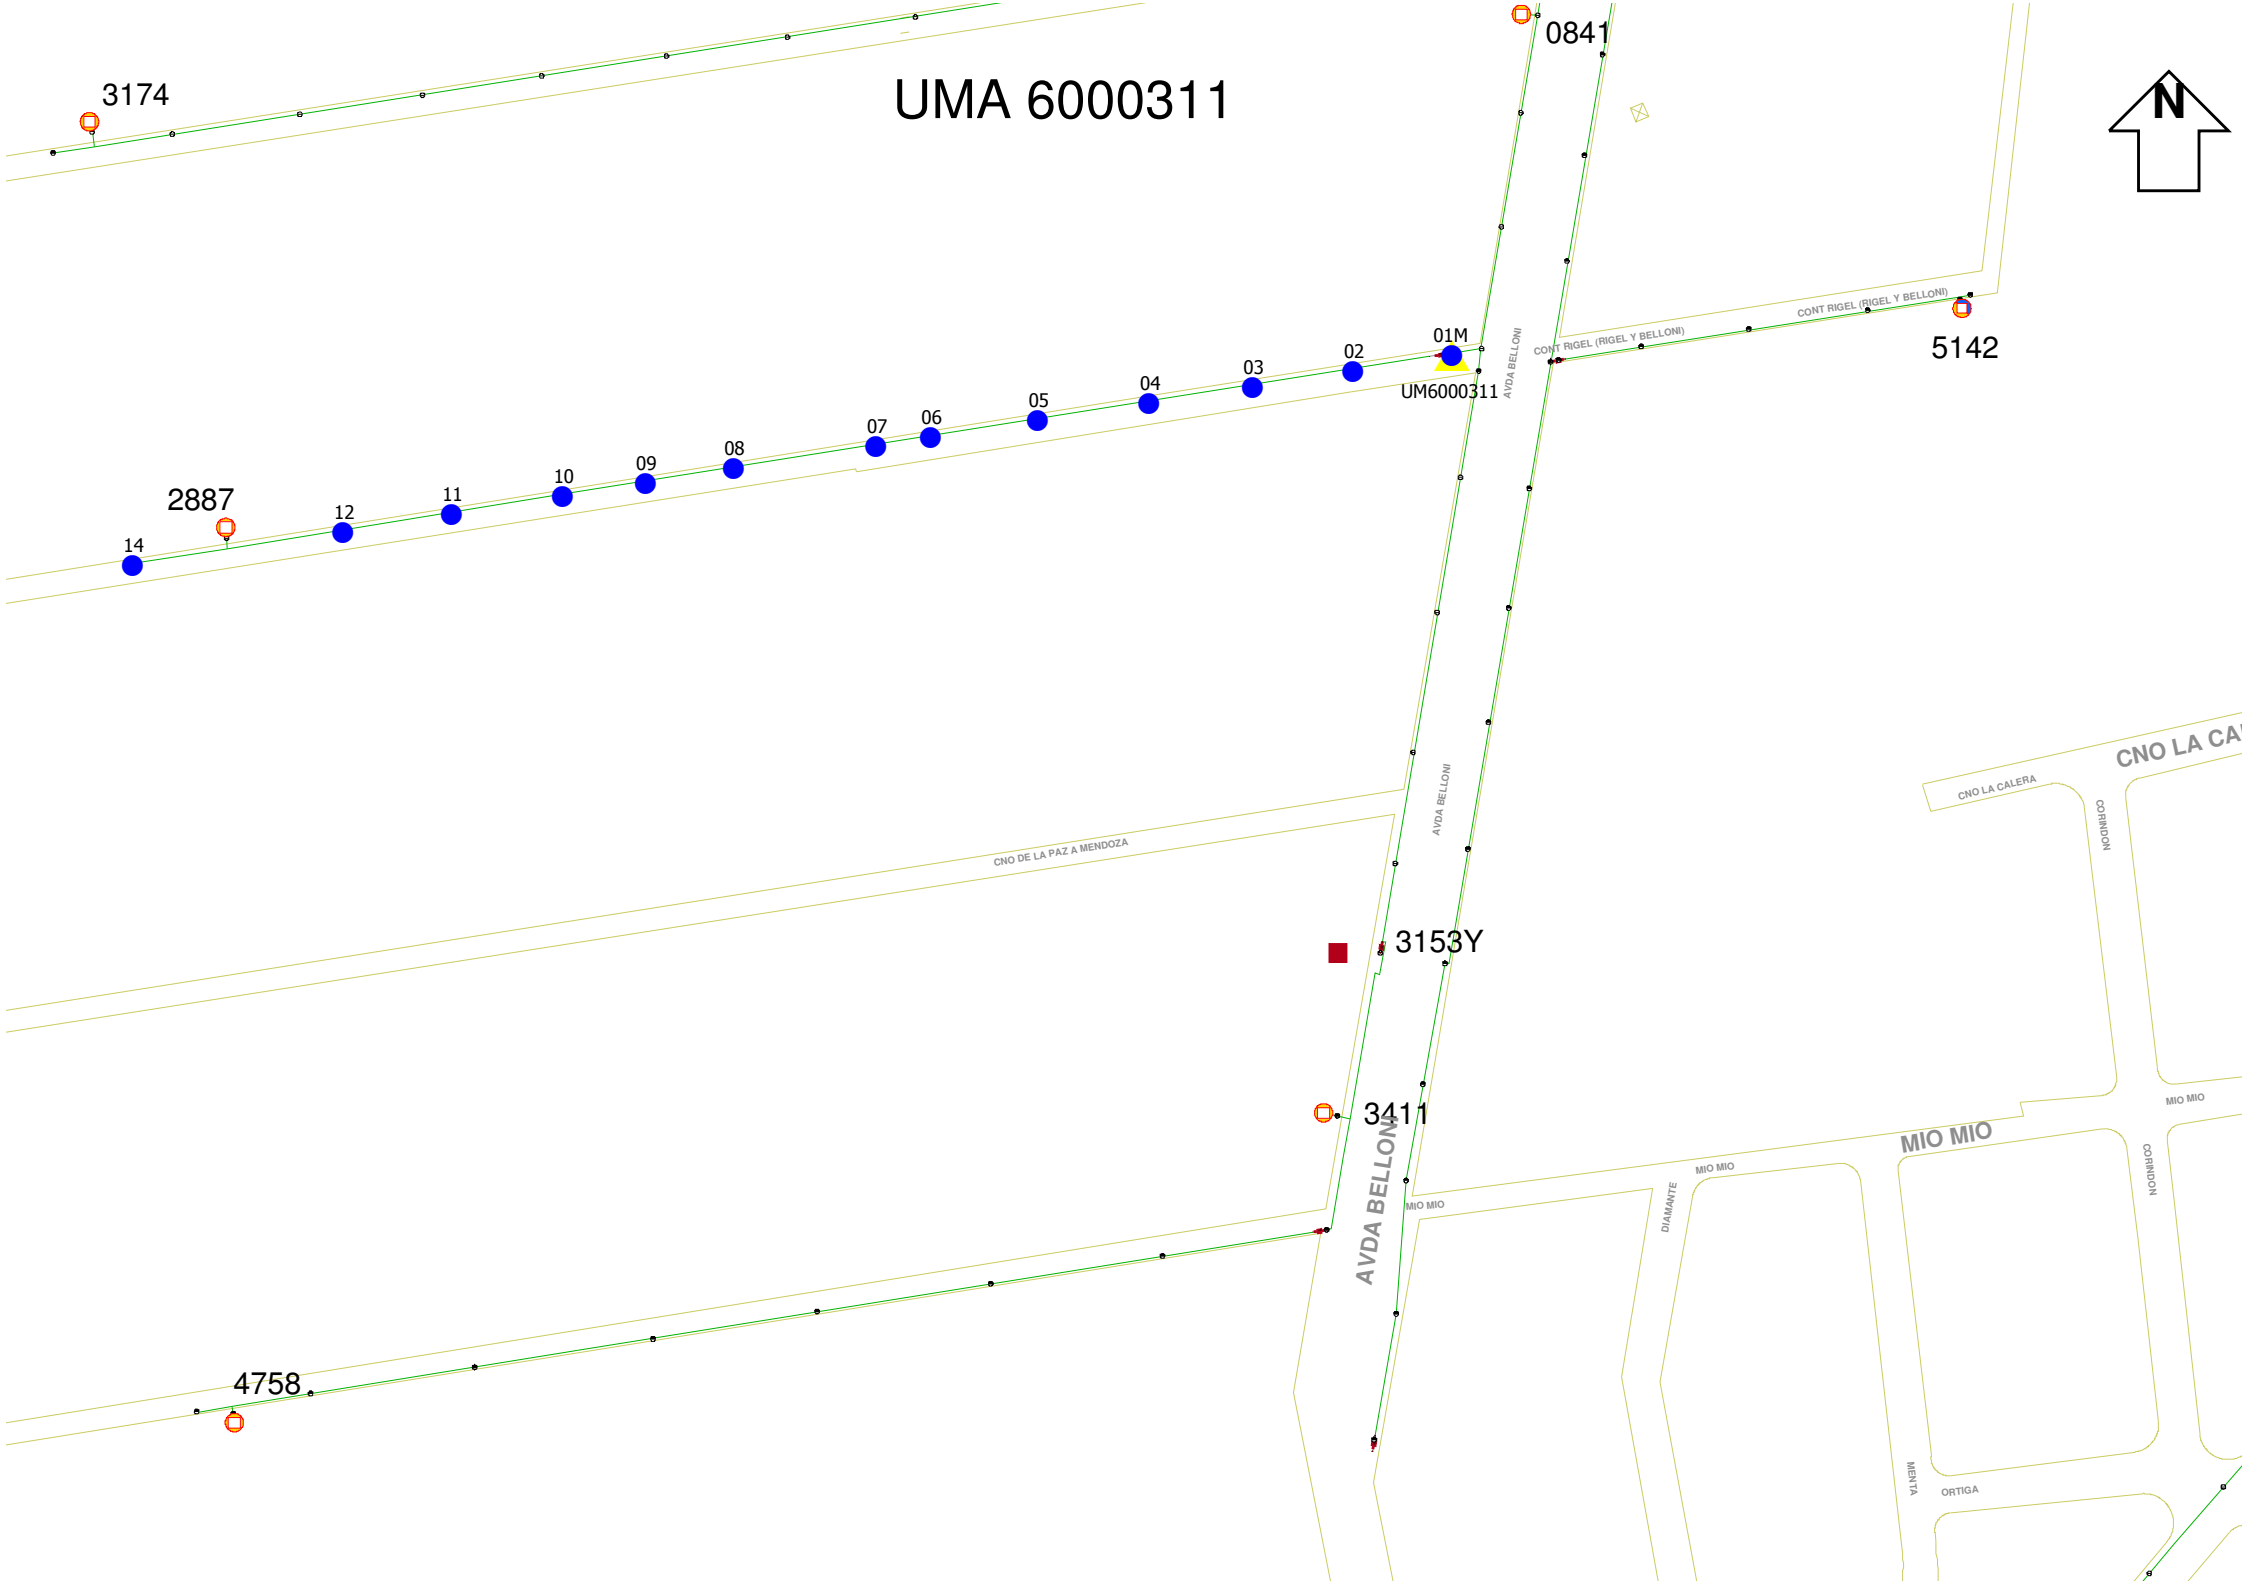 0841
3174
UMA 6000311
N
CONT RIGEL (RIGEL Y BELLONI)
CONT RIGEL (RIGEL Y BELLONI)
5142
AVDA BELLONI
01M
UM6000311
02
03
04
05
06
07
08
09
10
11
12
2887
14
CNO LA CAL
CNO LA CALERA
CORINDON
AVDA BELLONI
CNO DE LA PAZ A MENDOZA
3153Y
3411
AVDA BELLONI
MIO MIO
MIO MIO
MIO MIO
MIO MIO
CORINDON
DIAMANTE
4758
MENTA
ORTIGA